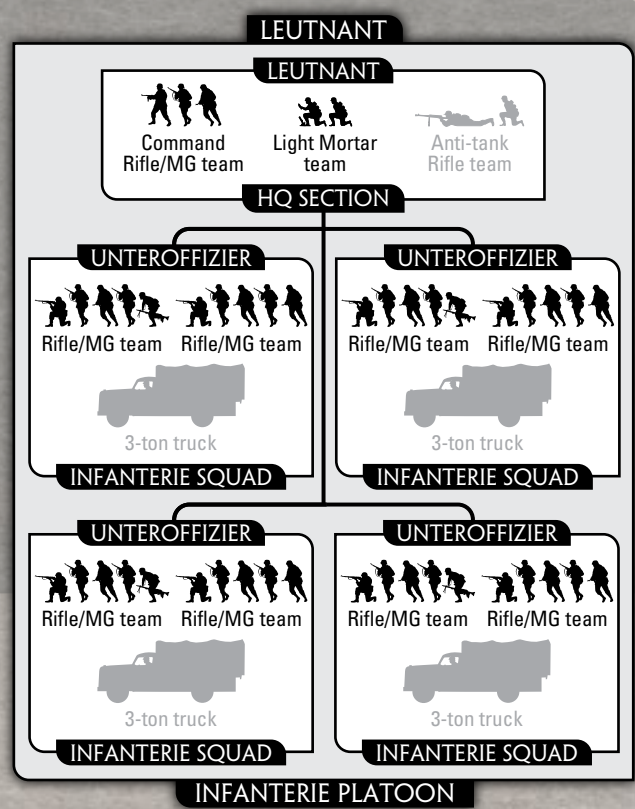 LEUTNANT
LEUTNANT
Command
Rifle/MG team
Light Mortar
team
Anti-tank
Rifle team
HQ SECTION
UNTEROFFIZIER
Rifle/MG team Rifle/MG team
3-ton truck
INFANTERIE SQUAD
UNTEROFFIZIER
Rifle/MG team Rifle/MG team
3-ton truck
INFANTERIE SQUAD
UNTEROFFIZIER
Rifle/MG team Rifle/MG team
3-ton truck
INFANTERIE SQUAD
UNTEROFFIZIER
Rifle/MG team Rifle/MG team
3-ton truck
INFANTERIE SQUAD
INFANTERIE PLATOON